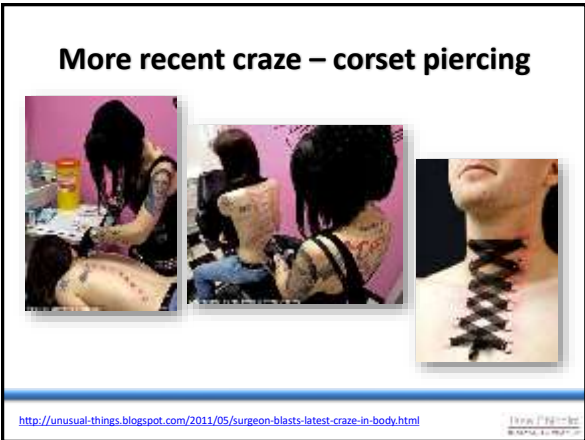 More recent craze – corset piercing
http://unusual-things.blogspot.com/2011/05/surgeon-blasts-latest-craze-in-body.html